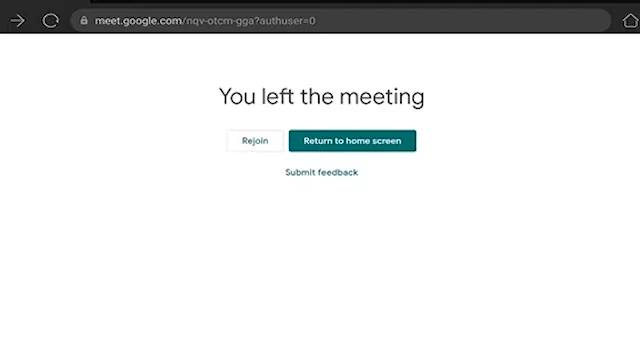 meet.google.com/nqv-otcm-gga?authuser=0
You left the meeting
Rejoin
Return to home screen
Submit feedback